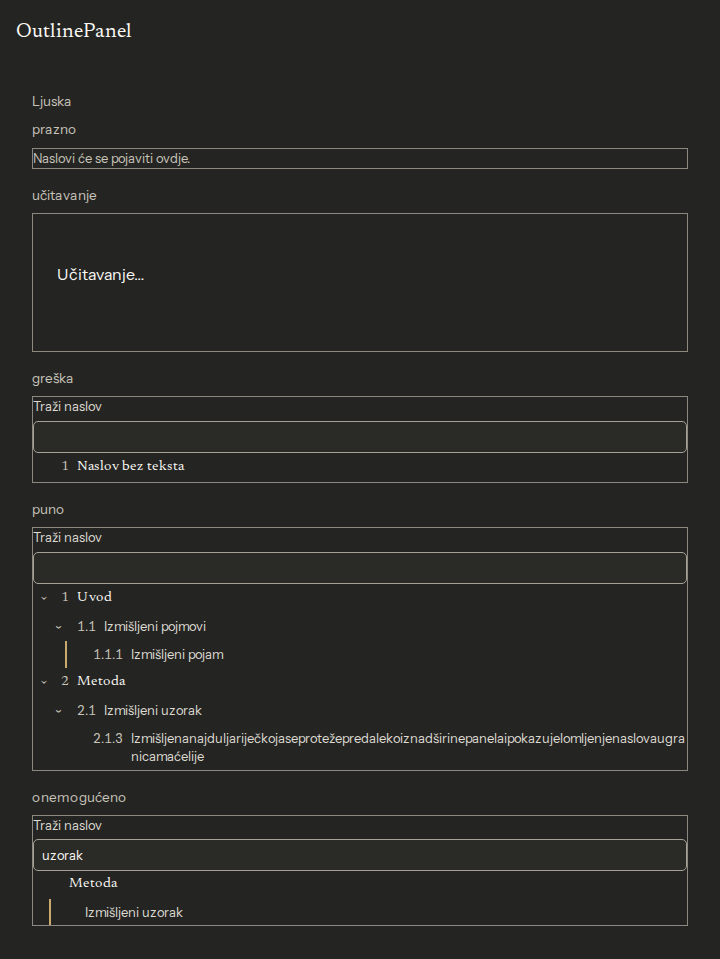 OutlinePanel
Ljuska
prazno
Naslovi će se pojaviti ovdje.
učitavanje
Učitavanje…
greška
Traži naslov
1 Naslov bez teksta
puno
Traži naslov
1 Uvod
1.1 Izmišljeni pojmovi
1.1.1 Izmišljeni pojam
2 Metoda
2.1 Izmišljeni uzorak
2.1.3 Izmišljenanajduljariječkojaseprotežepredalekoiznadširinepanelaipokazujelomljenjenaslovaugra
nicamaćelije
onemogućeno
Traži naslov
uzorak
Metoda
Izmišljeni uzorak